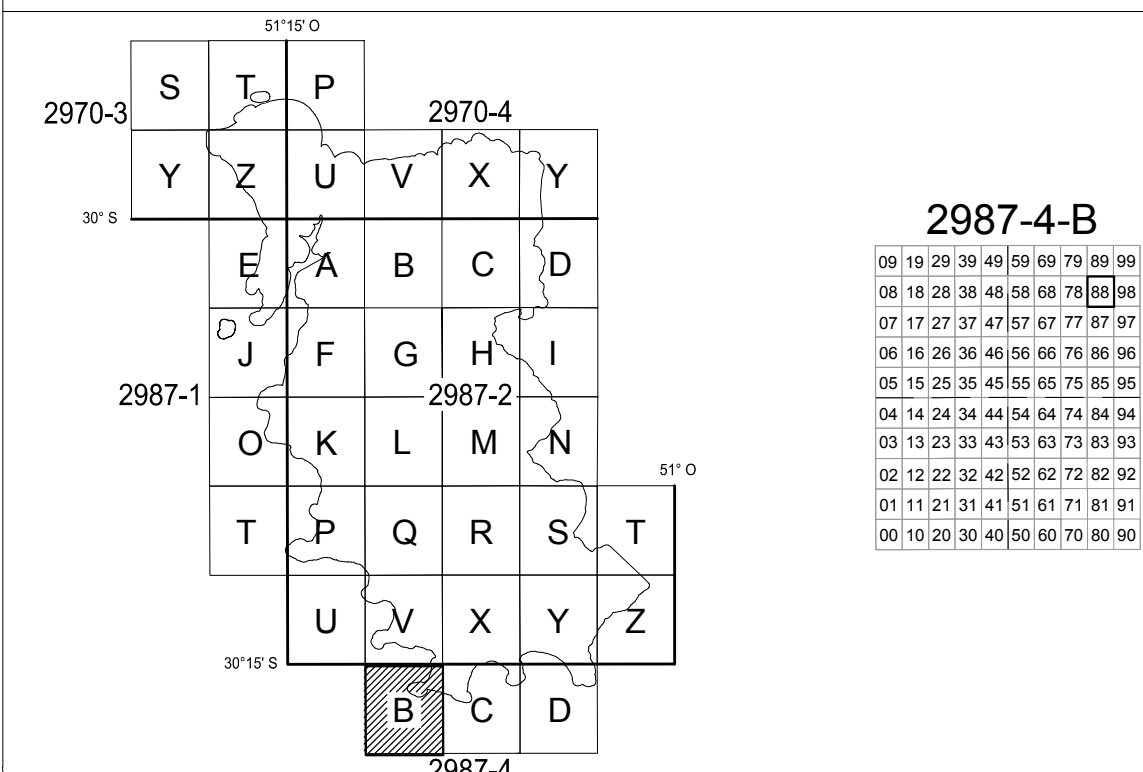 51°15' O
S T P
2970-3 2970-4
Y Z U V X Y
30° S
E A B C D
J F G H I
2987-1 2987-2
O K L M N
51° O
T P Q R S T
U V X Y Z
30°15' S
B C D
2987-4
2987-4-B
09 19 29 39 49 59 69 79 89 99
08 18 28 38 48 58 68 78 88 98
07 17 27 37 47 57 67 77 87 97
06 16 26 36 46 56 66 76 86 96
05 15 25 35 45 55 65 75 85 95
04 14 24 34 44 54 64 74 84 94
03 13 23 33 43 53 63 73 83 93
02 12 22 32 42 52 62 72 82 92
01 11 21 31 41 51 61 71 81 91
00 10 20 30 40 50 60 70 80 90